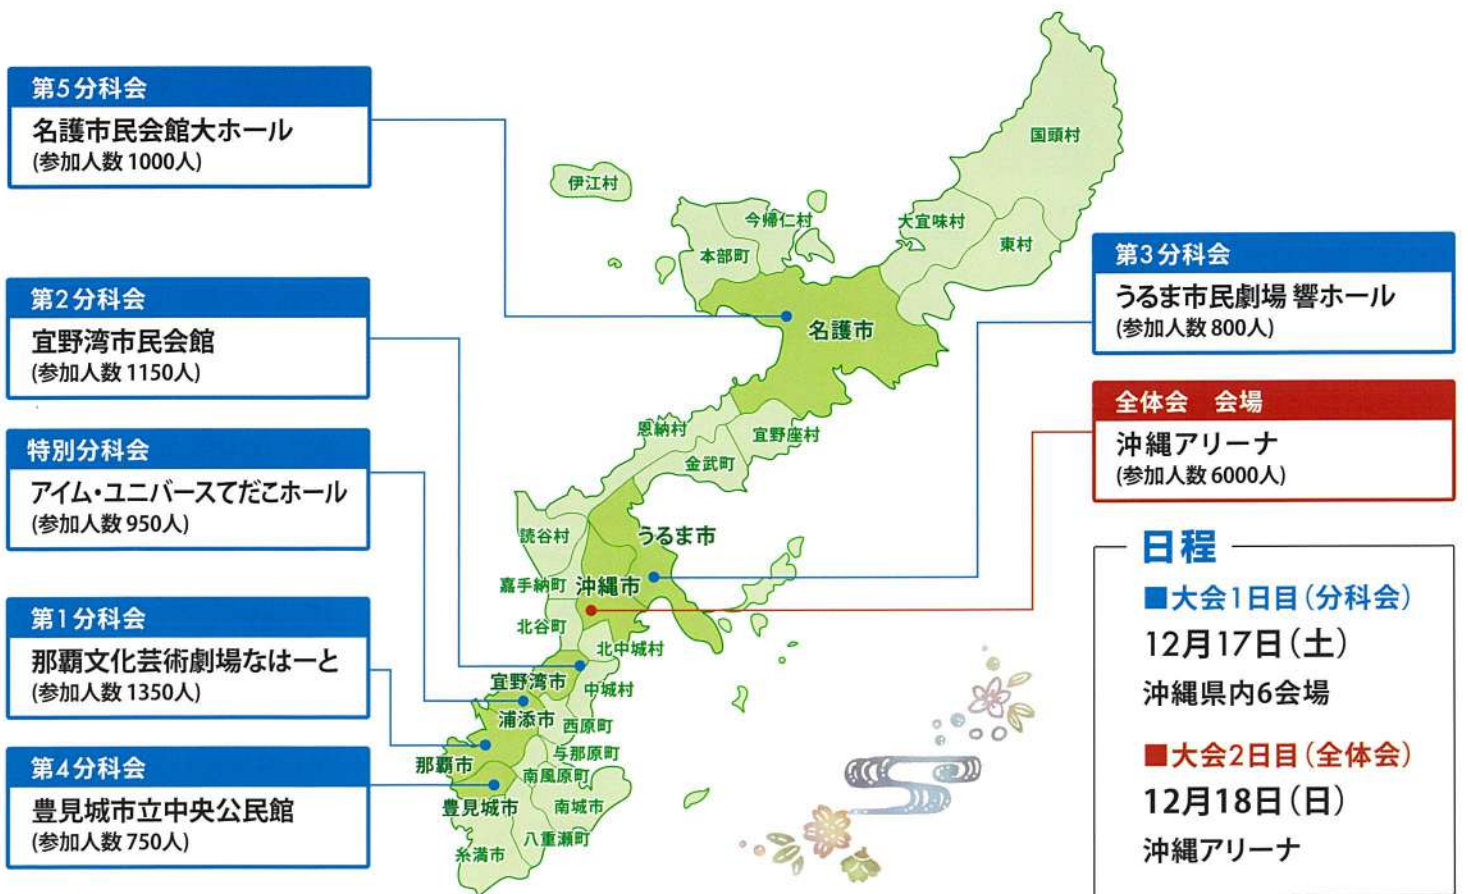 第5分科会
名護市民会館大ホール
(参加人数 1000人)
第2分科会
宜野湾市民会館
(参加人数 1150人)
特別分科会
アイム・ユニバースてだこホール
(参加人数 950人)
第1分科会
那覇文化芸術劇場なはーと
(参加人数 1350人)
第4分科会
豊見城市立中央公民館
(参加人数 750人)
国頭村
伊江村
今帰仁村
大宜味村
東村
本部町
名護市
恩納村
宜野座村
金武町
読谷村
うるま市
嘉手納町
沖縄市
北谷町
北中城村
宜野湾市
中城村
浦添市
西原町
与那原町
那覇市
南風原町
豊見城市
南城市
八重瀬町
糸満市
第3分科会
うるま市民劇場 響ホール
(参加人数 800人)
全体会 会場
沖縄アリーナ
(参加人数 6000人)
日程
■大会1日目(分科会)
12月17日(土)
沖縄県内6会場
■大会2日目(全体会)
12月18日(日)
沖縄アリーナ